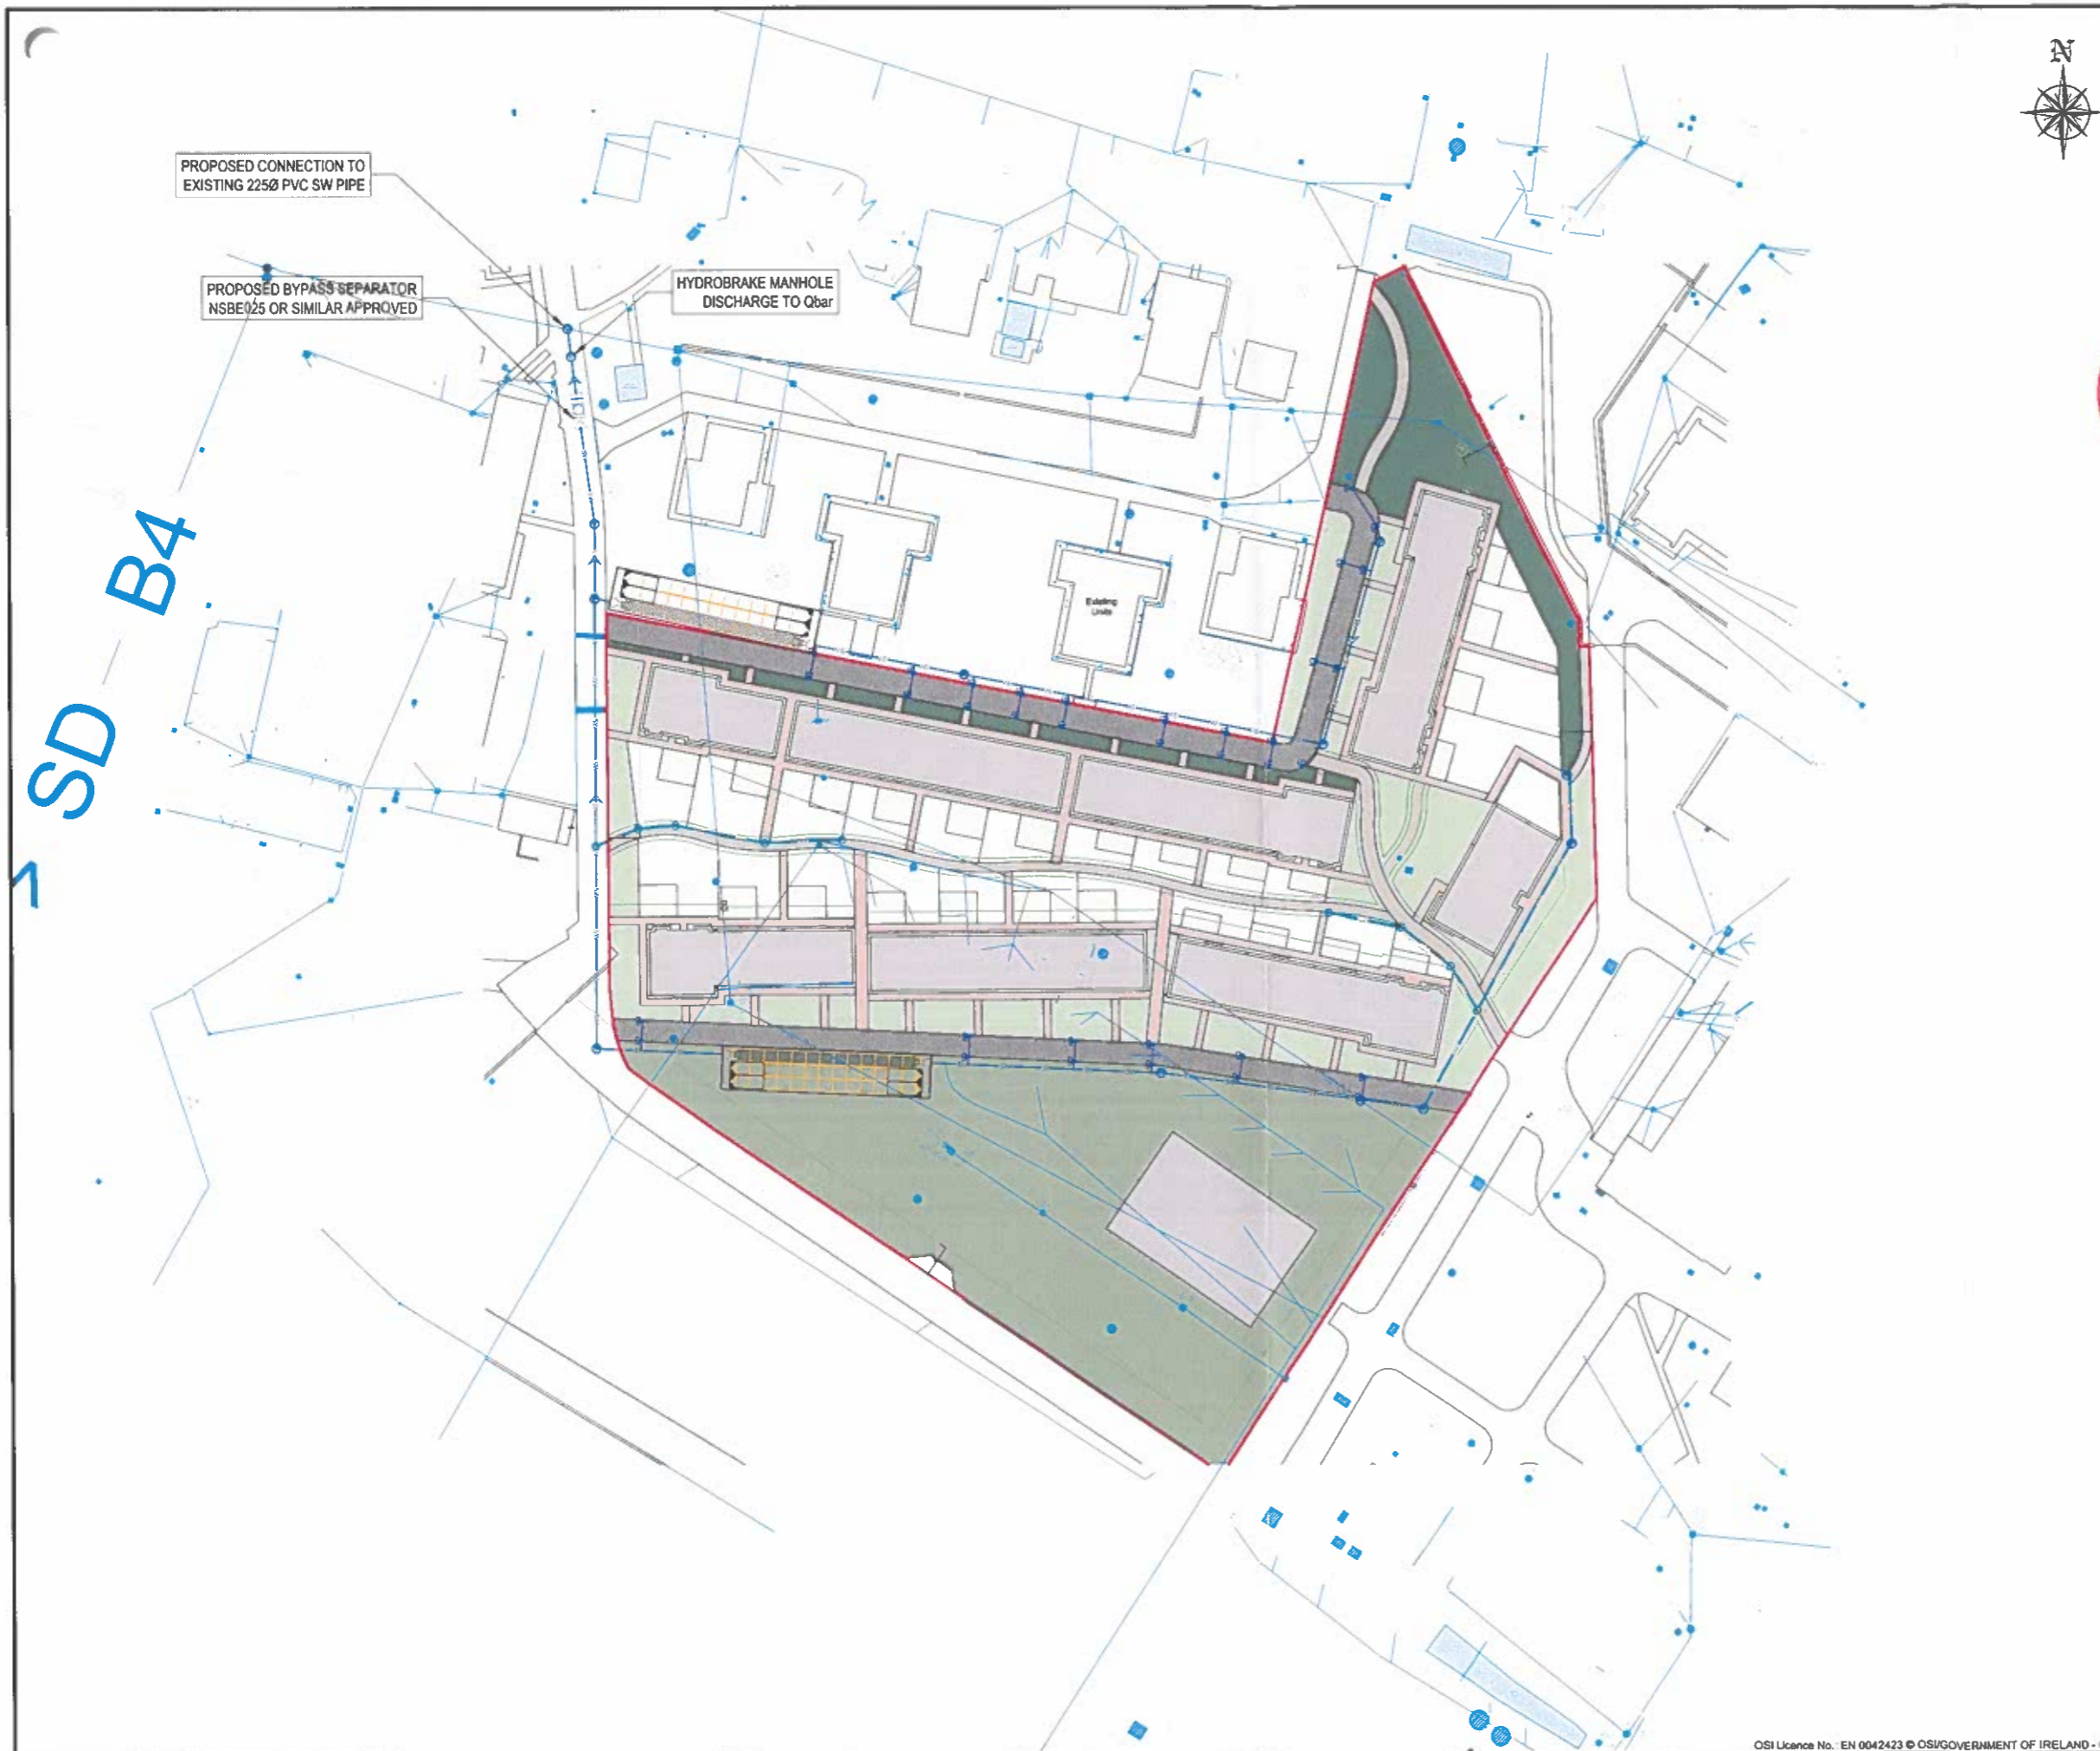 N
PROPOSED CONNECTION TO
EXISTING 225Ø PVC SW PIPE
PROPOSED BYPASS SEPARATOR
NSBE025 OR SIMILAR APPROVED
HYDROBRAKE MANHOLE
DISCHARGE TO Qbar
SD B4
Existing
Units
OSI Licence No.: EN 0042423 © OSI/GOVERNMENT OF IRELAND -